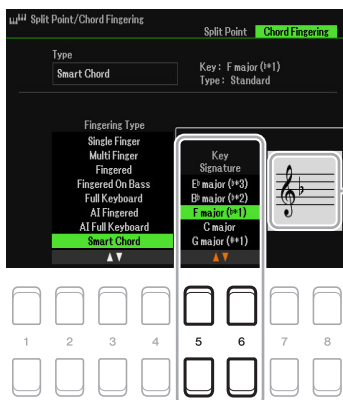 Split Point/Chord Fingering
Split Point Chord Fingering
Type
Smart Chord
Key : F major (♭*1)
Type : Standard
Fingering Type
Single Finger
Multi Finger
Fingered
Fingered On Bass
Full Keyboard
AI Fingered
AI Full Keyboard
Smart Chord
Key
Signature
E♭ major (♭*3)
B♭ major (♭*2)
F major (♭*1)
C major
G major (#*1)
1 2 3 4 5 6 7 8